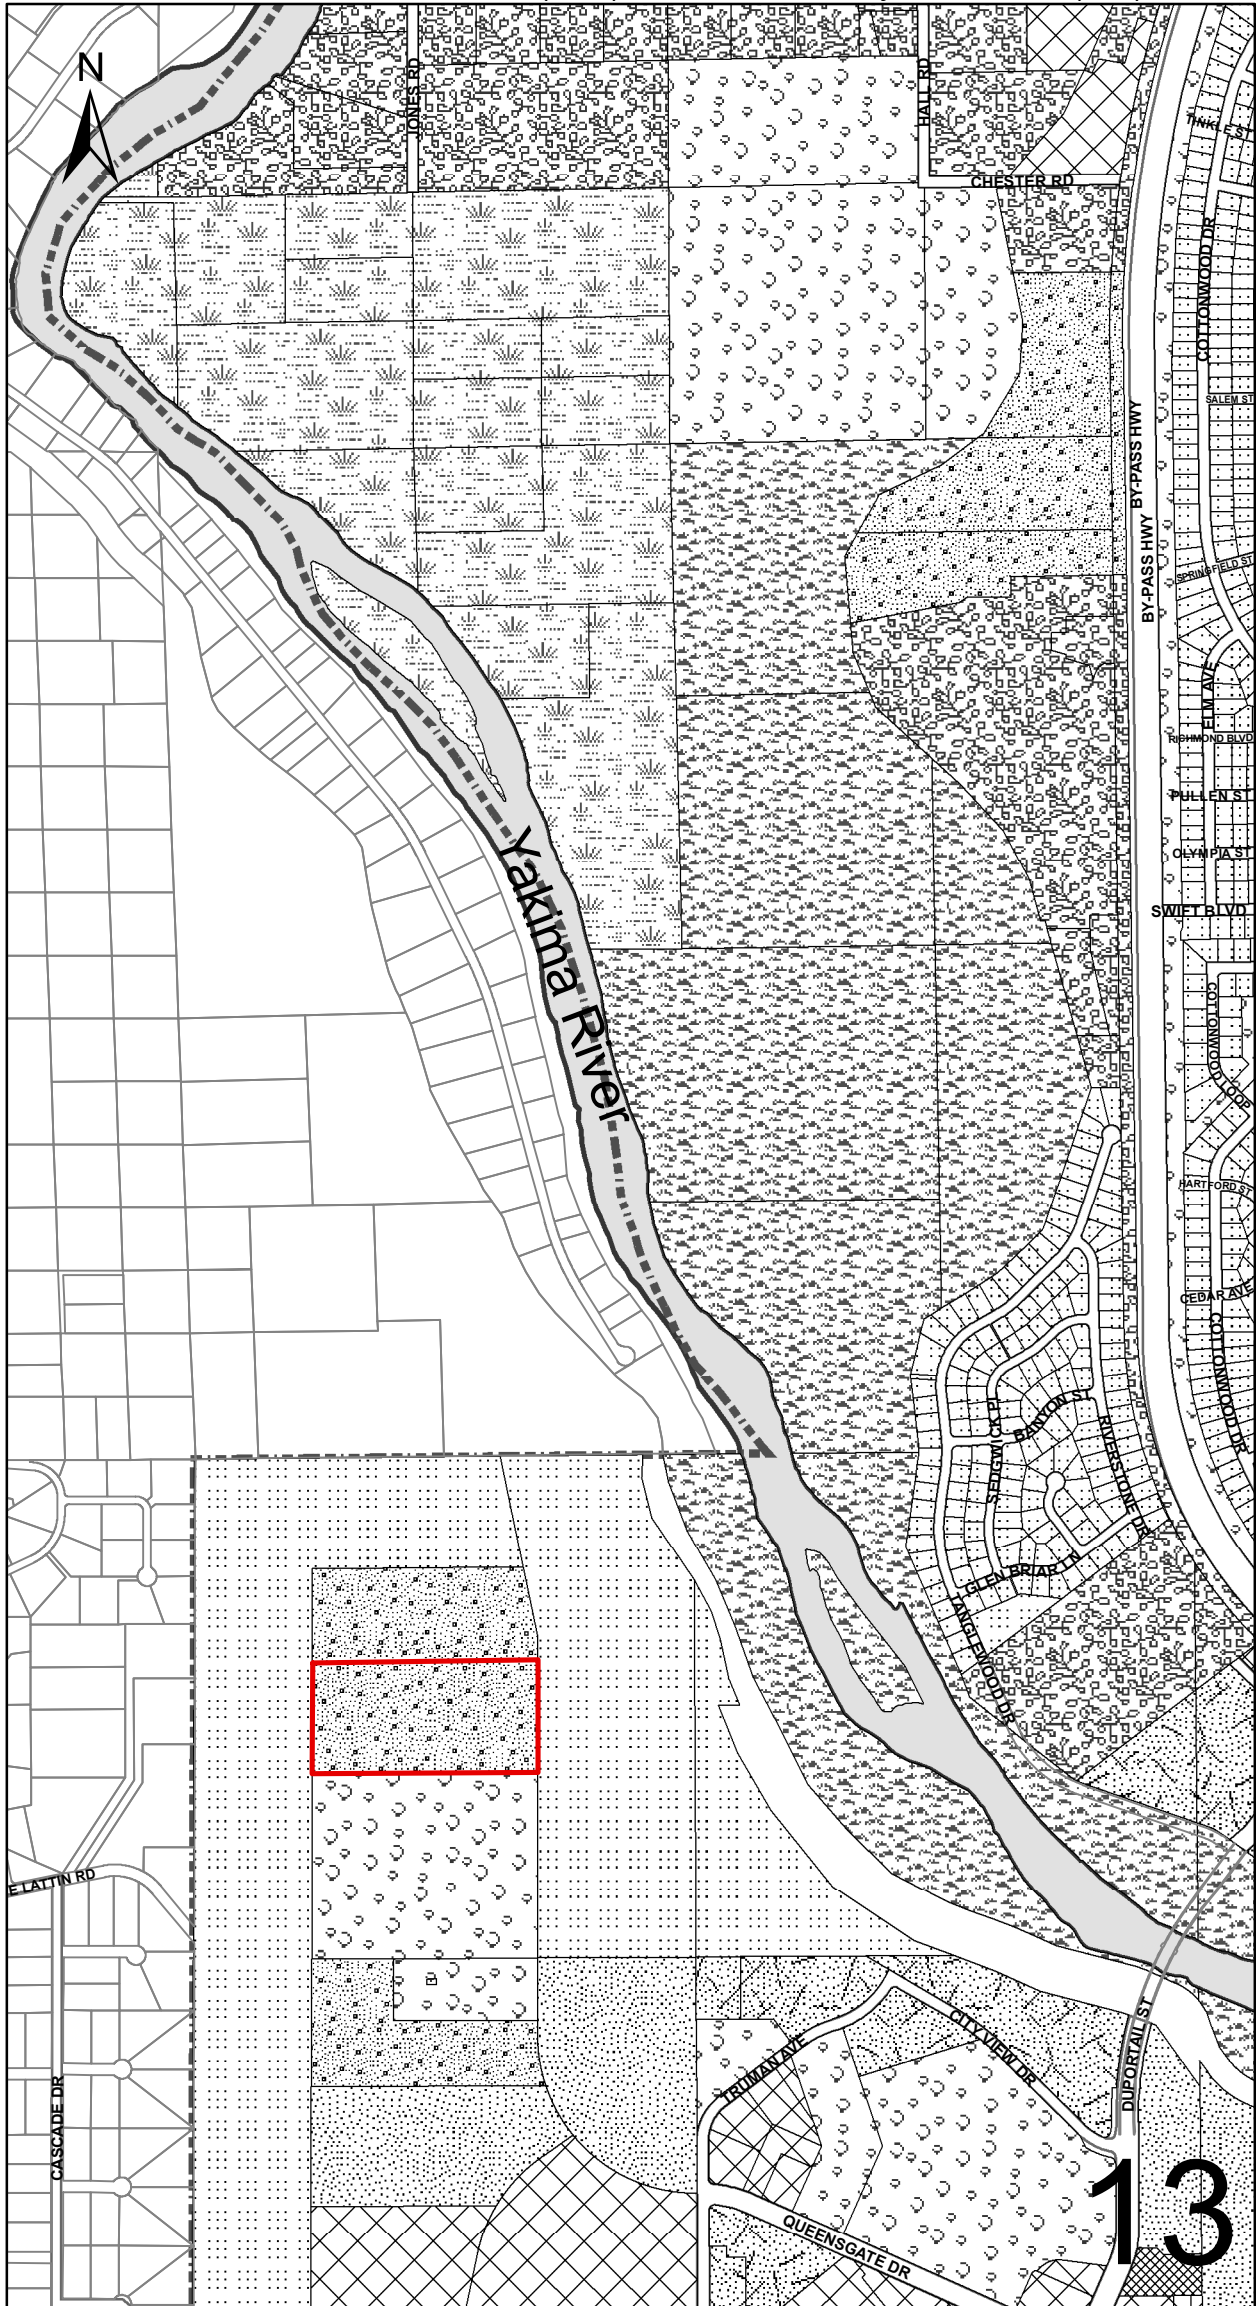 N
JONES RD
HALL RD
CHESTER RD
TINKLE ST
COTTONWOOD DR
SALEM ST
BY-PASS HWY
BY-PASS HWY
SPRINGFIELD ST
ELM AVE
RICHMOND BLVD
PULLEN ST
OLYMPIA ST
SWIFT BLVD
COTTONWOOD LOOP
Yakima River
HARTFORD ST
CEDAR AVE
COTTONWOOD DR
SEDGWICK PL
BANYON ST
RIVERSTONE DR
GLEN BRIAR LN
TANGLEWOOD DR
E LATTIN RD
CASCADE DR
TRUMAN AVE
CITY VIEW DR
DUPORTAIL ST
QUEENSGATE DR
13